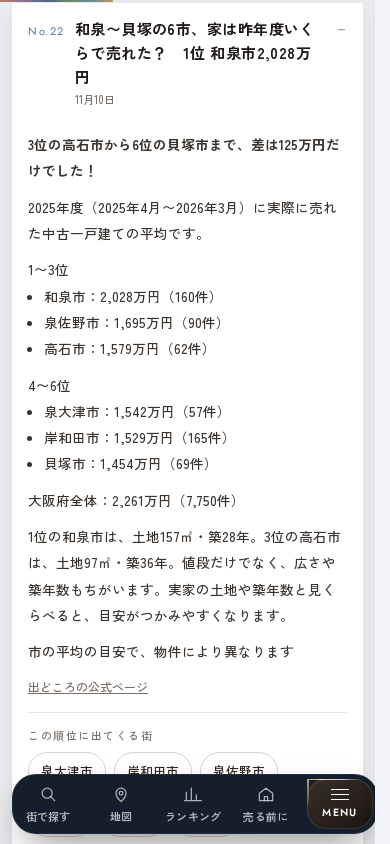 No.22
和泉〜貝塚の6市、家は昨年度いく
らで売れた？　1位 和泉市2,028万
円
−
11月10日
3位の高石市から6位の貝塚市まで、差は125万円だ
けでした！
2025年度（2025年4月〜2026年3月）に実際に売れ
た中古一戸建ての平均です。
1〜3位
• 和泉市：2,028万円（160件）
• 泉佐野市：1,695万円（90件）
• 高石市：1,579万円（62件）
4〜6位
• 泉大津市：1,542万円（57件）
• 岸和田市：1,529万円（165件）
• 貝塚市：1,454万円（69件）
大阪府全体：2,261万円（7,750件）
1位の和泉市は、土地157㎡・築28年。3位の高石市
は、土地97㎡・築36年。値段だけでなく、広さや
築年数もちがいます。実家の土地や築年数と見く
らべると、目安がつかみやすくなります。
市の平均の目安で、物件により異なります
出どころの公式ページ
この順位に出てくる街
泉大津市 岸和田市 泉佐野市
街で探す 地図 ランキング 売る前に MENU